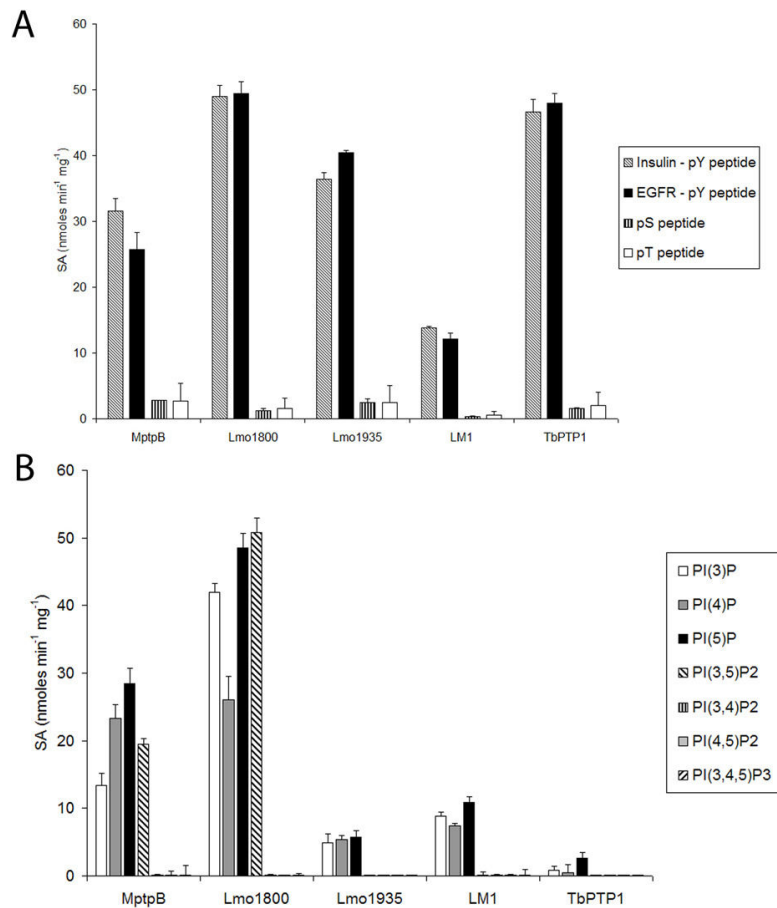 A
60
50
40
30
20
10
0
SA (nmoles min¹ mg⁻¹)
MptpB Lmo1800 Lmo1935 LM1 TbPTP1
Insulin - pY peptide
EGFR - pY peptide
pS peptide
pT peptide
B
60
50
40
30
20
10
0
SA (nmoles min⁻¹ mg⁻¹)
MptpB Lmo1800 Lmo1935 LM1 TbPTP1
PI(3)P
PI(4)P
PI(5)P
PI(3,5)P2
PI(3,4)P2
PI(4,5)P2
PI(3,4,5)P3